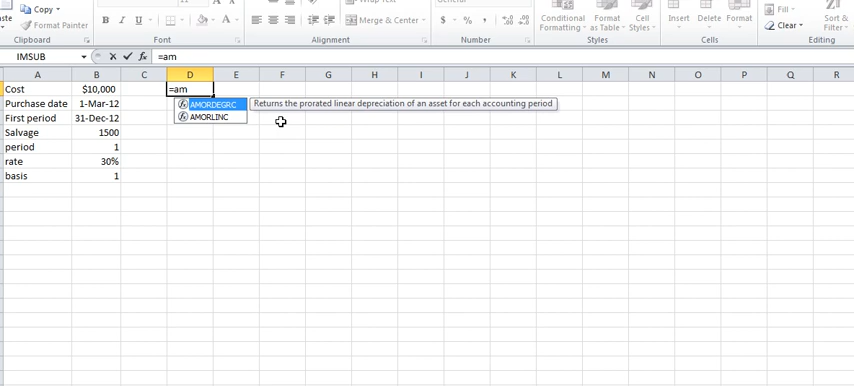 Copy
Format Painter
Clipboard
B I U
Font
Merge & Center
Alignment
$ % ,
Number
Conditional Formatting
Format as Table
Cell Styles
Styles
Insert Delete Format
Cells
Fill
Clear
Sort & Filter
Editing
IMSUB =am
A B C D E F G H I J K L M N O P Q R
Cost $10,000 =am
Purchase date 1-Mar-12 AMORDEGRC Returns the prorated linear depreciation of an asset for each accounting period
First period 31-Dec-12 AMORLINC
Salvage 1500
period 1
rate 30%
basis 1